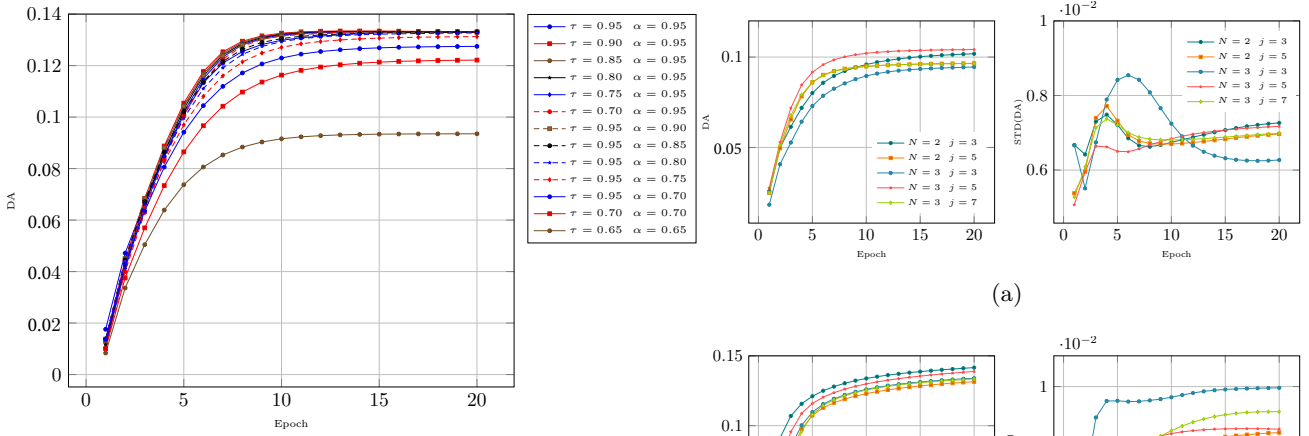 0.14
0.12
0.1
0.08
0.06
0.04
0.02
0
DA
0 5 10 15 20
Epoch
τ = 0.95 α = 0.95
τ = 0.90 α = 0.95
τ = 0.85 α = 0.95
τ = 0.80 α = 0.95
τ = 0.75 α = 0.95
τ = 0.70 α = 0.95
τ = 0.95 α = 0.90
τ = 0.95 α = 0.85
τ = 0.95 α = 0.80
τ = 0.95 α = 0.75
τ = 0.95 α = 0.70
τ = 0.70 α = 0.70
τ = 0.65 α = 0.65
0.1
0.05
DA
N = 2 j = 3
N = 2 j = 5
N = 3 j = 3
N = 3 j = 5
N = 3 j = 7
0 5 10 15 20
Epoch
·10⁻²
1
0.8
0.6
STD(DA)
N = 2 j = 3
N = 2 j = 5
N = 3 j = 3
N = 3 j = 5
N = 3 j = 7
0 5 10 15 20
Epoch
(a)
0.15
0.1
·10⁻²
1